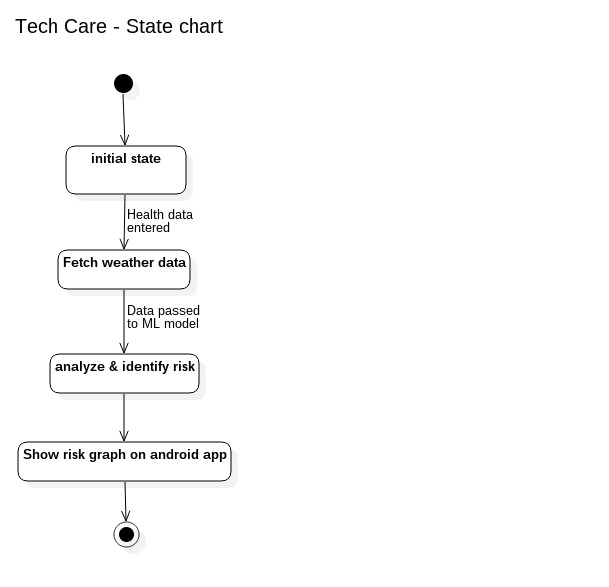 Tech Care - State chart
initial state
Health data
entered
Fetch weather data
Data passed
to ML model
analyze & identify risk
Show risk graph on android app